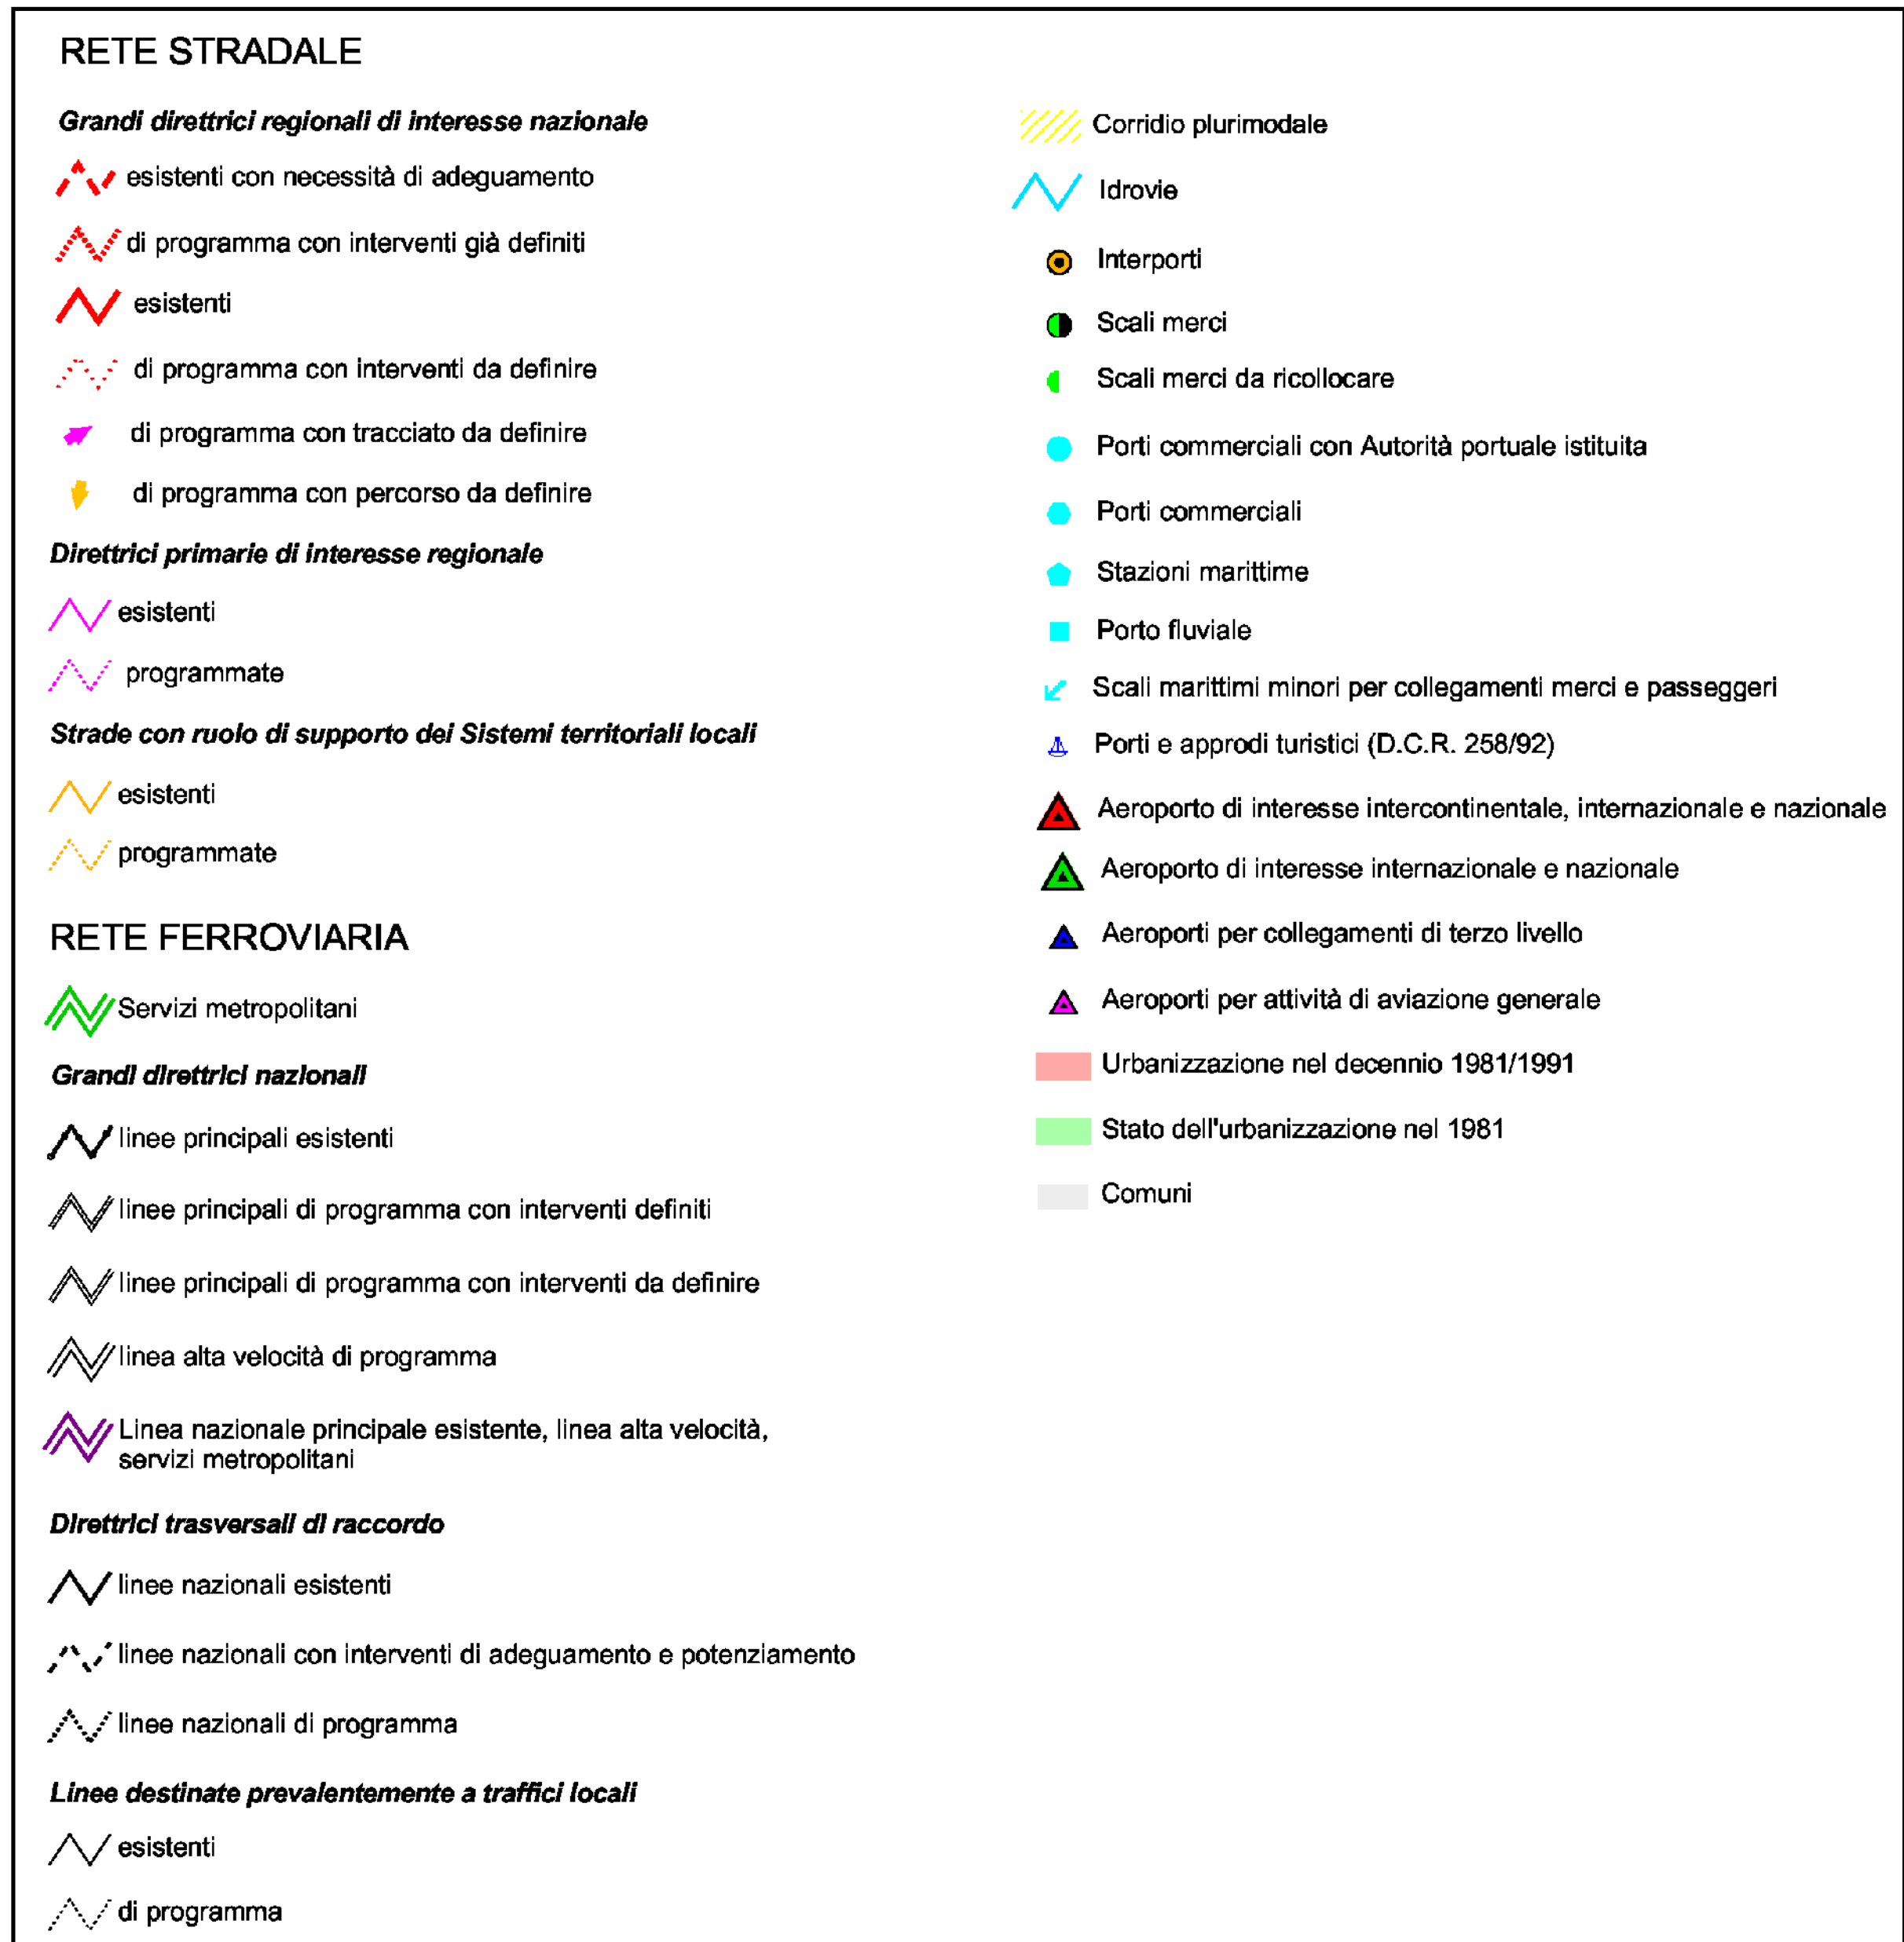 RETE STRADALE
Grandi direttrici regionali di interesse nazionale
esistenti con necessità di adeguamento
di programma con interventi già definiti
esistenti
di programma con interventi da definire
di programma con tracciato da definire
di programma con percorso da definire
Direttrici primarie di interesse regionale
esistenti
programmate
Strade con ruolo di supporto dei Sistemi territoriali locali
esistenti
programmate
RETE FERROVIARIA
Servizi metropolitani
Grandi direttrici nazionali
linee principali esistenti
linee principali di programma con interventi definiti
linee principali di programma con interventi da definire
linea alta velocità di programma
Linea nazionale principale esistente, linea alta velocità,
servizi metropolitani
Direttrici trasversali di raccordo
linee nazionali esistenti
linee nazionali con interventi di adeguamento e potenziamento
linee nazionali di programma
Linee destinate prevalentemente a traffici locali
esistenti
di programma
Corridio plurimodale
Idrovie
Interporti
Scali merci
Scali merci da ricollocare
Porti commerciali con Autorità portuale istituita
Porti commerciali
Stazioni marittime
Porto fluviale
Scali marittimi minori per collegamenti merci e passeggeri
Porti e approdi turistici (D.C.R. 258/92)
Aeroporto di interesse intercontinentale, internazionale e nazionale
Aeroporto di interesse internazionale e nazionale
Aeroporti per collegamenti di terzo livello
Aeroporti per attività di aviazione generale
Urbanizzazione nel decennio 1981/1991
Stato dell'urbanizzazione nel 1981
Comuni